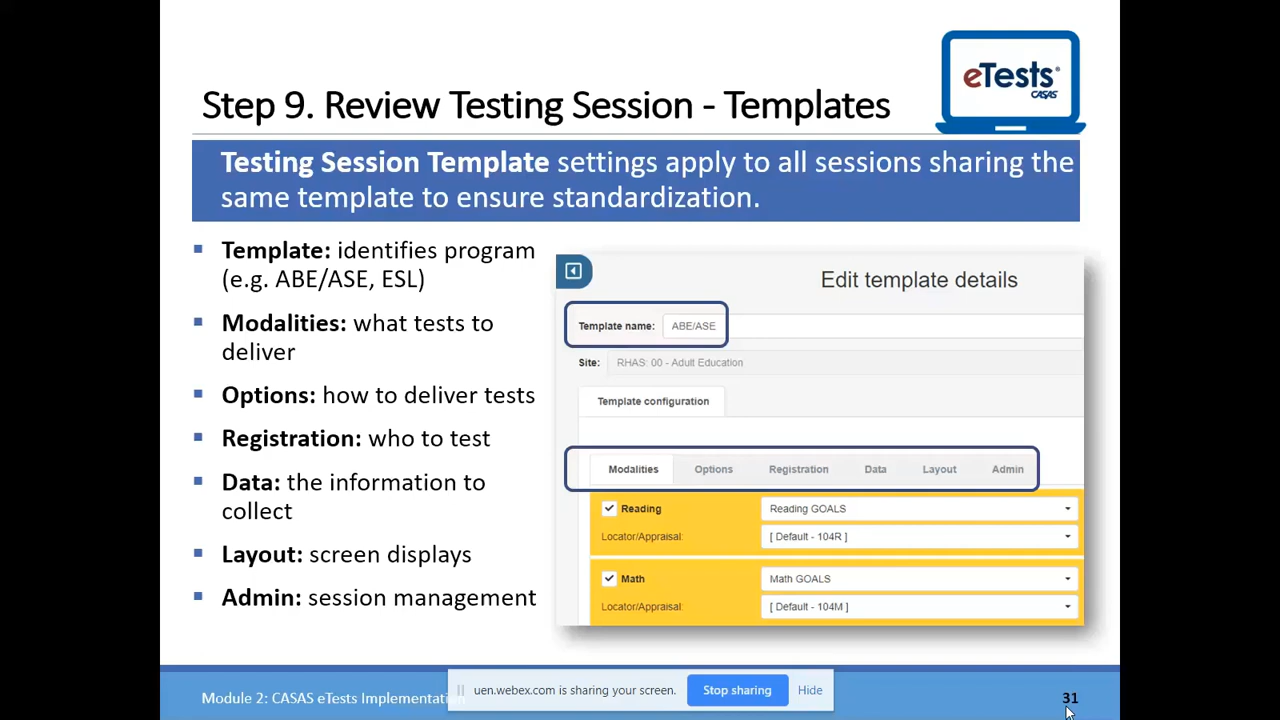 eTests®
CASAS
Step 9. Review Testing Session - Templates
Testing Session Template settings apply to all sessions sharing the
same template to ensure standardization.
Template: identifies program
(e.g. ABE/ASE, ESL)
Modalities: what tests to
deliver
Options: how to deliver tests
Registration: who to test
Data: the information to
collect
Layout: screen displays
Admin: session management
Edit template details
Template name: ABE/ASE
Site: RHAS: 00 - Adult Education
Template configuration
Modalities Options Registration Data Layout Admin
Reading Reading GOALS
Locator/Appraisal: [ Default - 104R ]
Math Math GOALS
Locator/Appraisal: [ Default - 104M ]
Module 2: CASAS eTests Implementation
uen.webex.com is sharing your screen. Stop sharing Hide
31